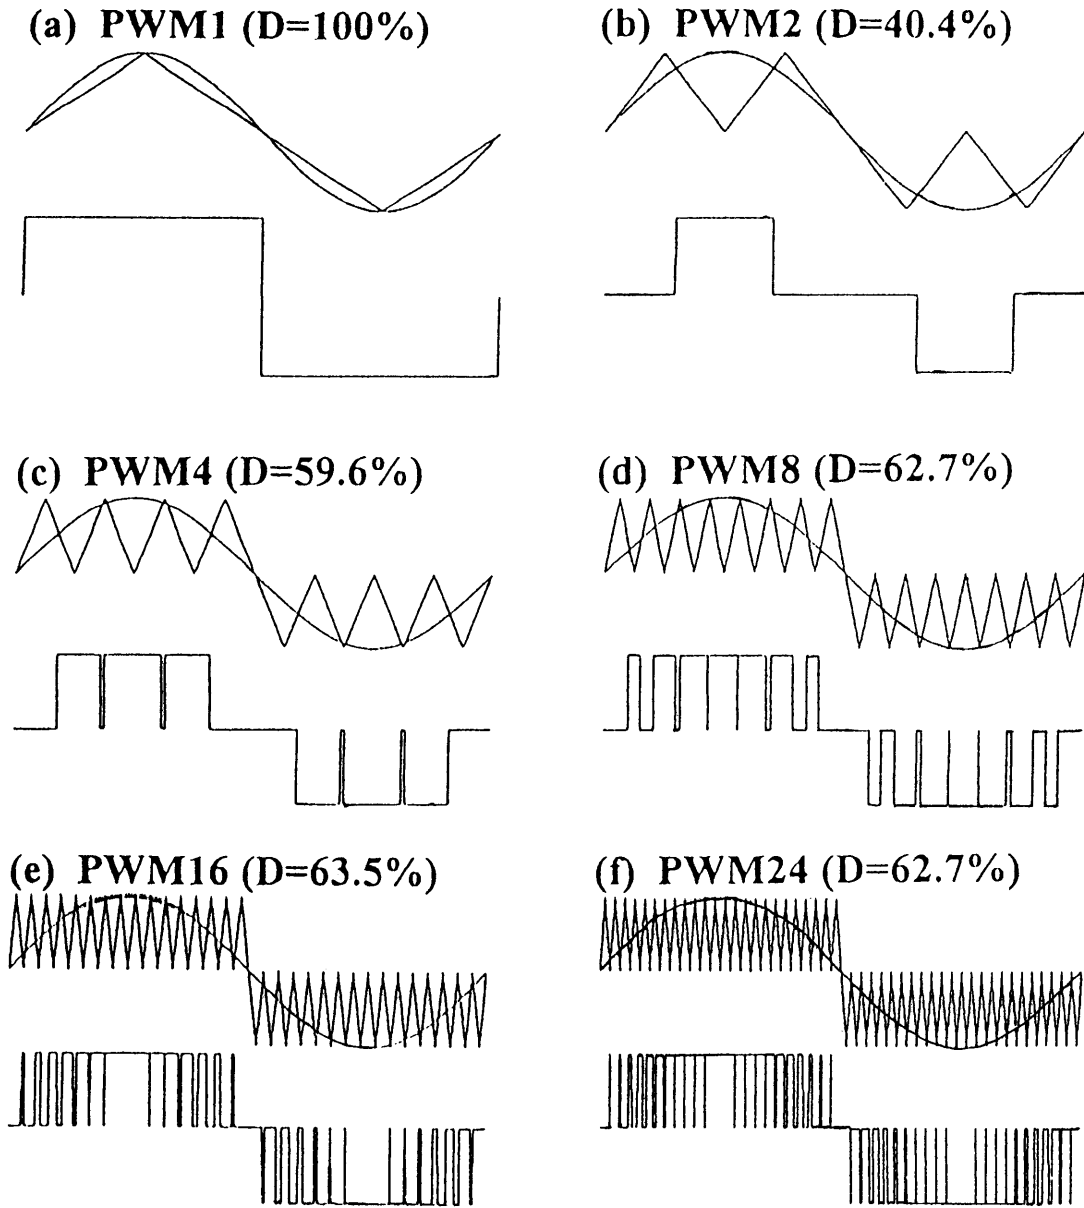 (a) PWM1 (D=100%)
(b) PWM2 (D=40.4%)
(c) PWM4 (D=59.6%)
(d) PWM8 (D=62.7%)
(e) PWM16 (D=63.5%)
(f) PWM24 (D=62.7%)